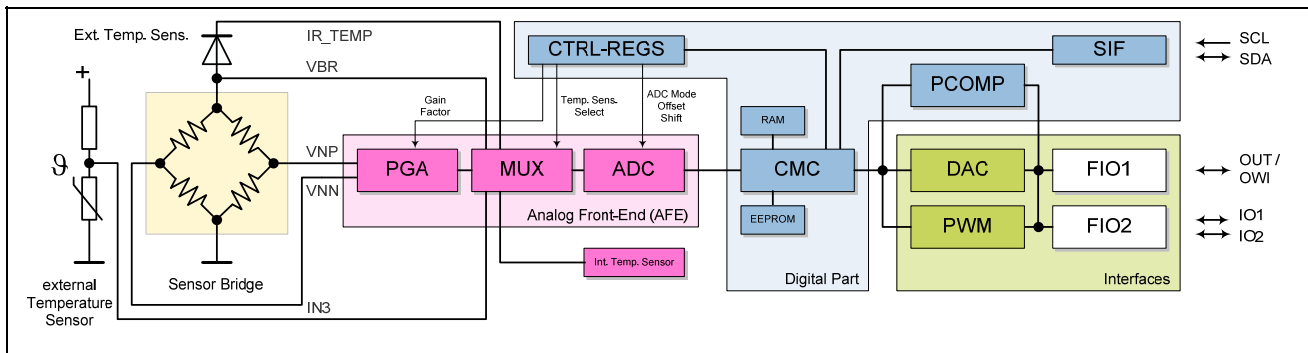 Ext. Temp. Sens.
IR_TEMP
VBR
CTRL-REGS
SIF
SCL
SDA
PCOMP
+
Gain
Factor
Temp. Sens.
Select
ADC Mode
Offset
Shift
RAM
ϑ
VNP
VNN
PGA
MUX
ADC
CMC
DAC
FIO1
OUT /
OWI
Analog Front-End (AFE)
EEPROM
PWM
FIO2
IO1
IO2
Int. Temp. Sensor
Digital Part
Interfaces
external
Temperature
Sensor
Sensor Bridge
IN3